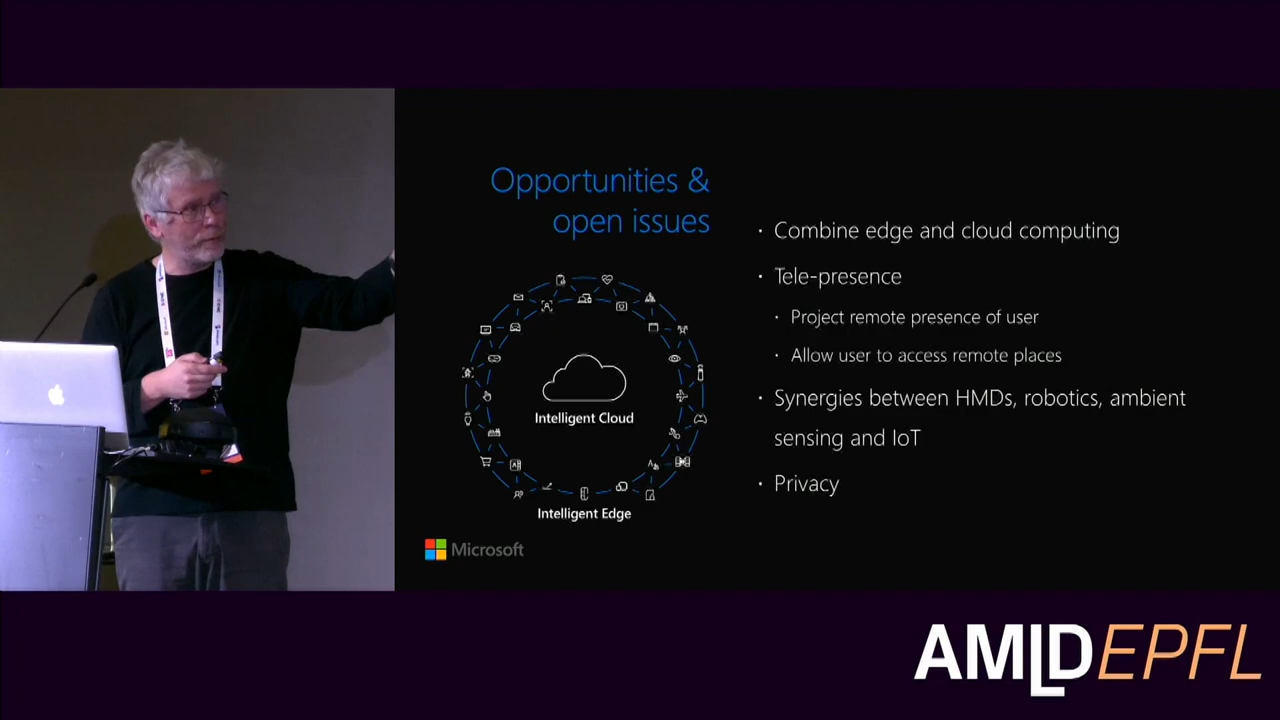 Opportunities &
open issues
Intelligent Cloud
Intelligent Edge
Microsoft
· Combine edge and cloud computing
· Tele-presence
· Project remote presence of user
· Allow user to access remote places
· Synergies between HMDs, robotics, ambient
sensing and IoT
· Privacy
AMLD EPFL